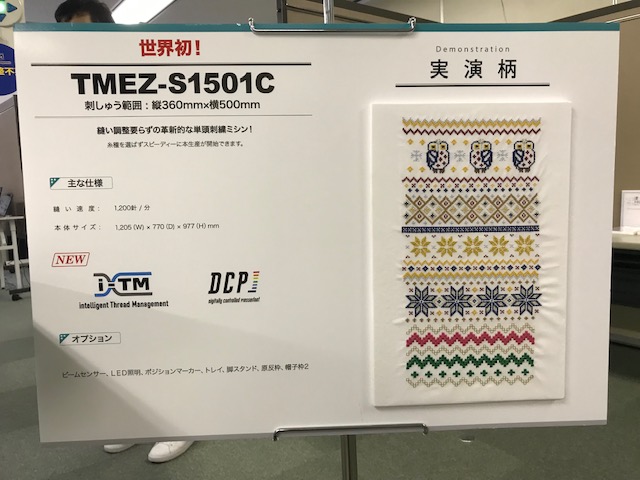 世界初！
TMEZ-S1501C
刺しゅう範囲：縦360mm×横500mm
縫い調整要らずの革新的な単頭刺繍ミシン！
糸種を選ばずスピーディーに本生産が開始できます。
主な仕様
縫い速度： 1,200針 / 分
本体サイズ： 1,205 (W) × 770 (D) × 977 (H) mm
NEW
i-TM
intelligent Thread Management
DCP
digitally controlled presserfoot
オプション
ビームセンサー、LED照明、ポジションマーカー、トレイ、脚スタンド、原反枠、帽子枠2
Demonstration
実演柄